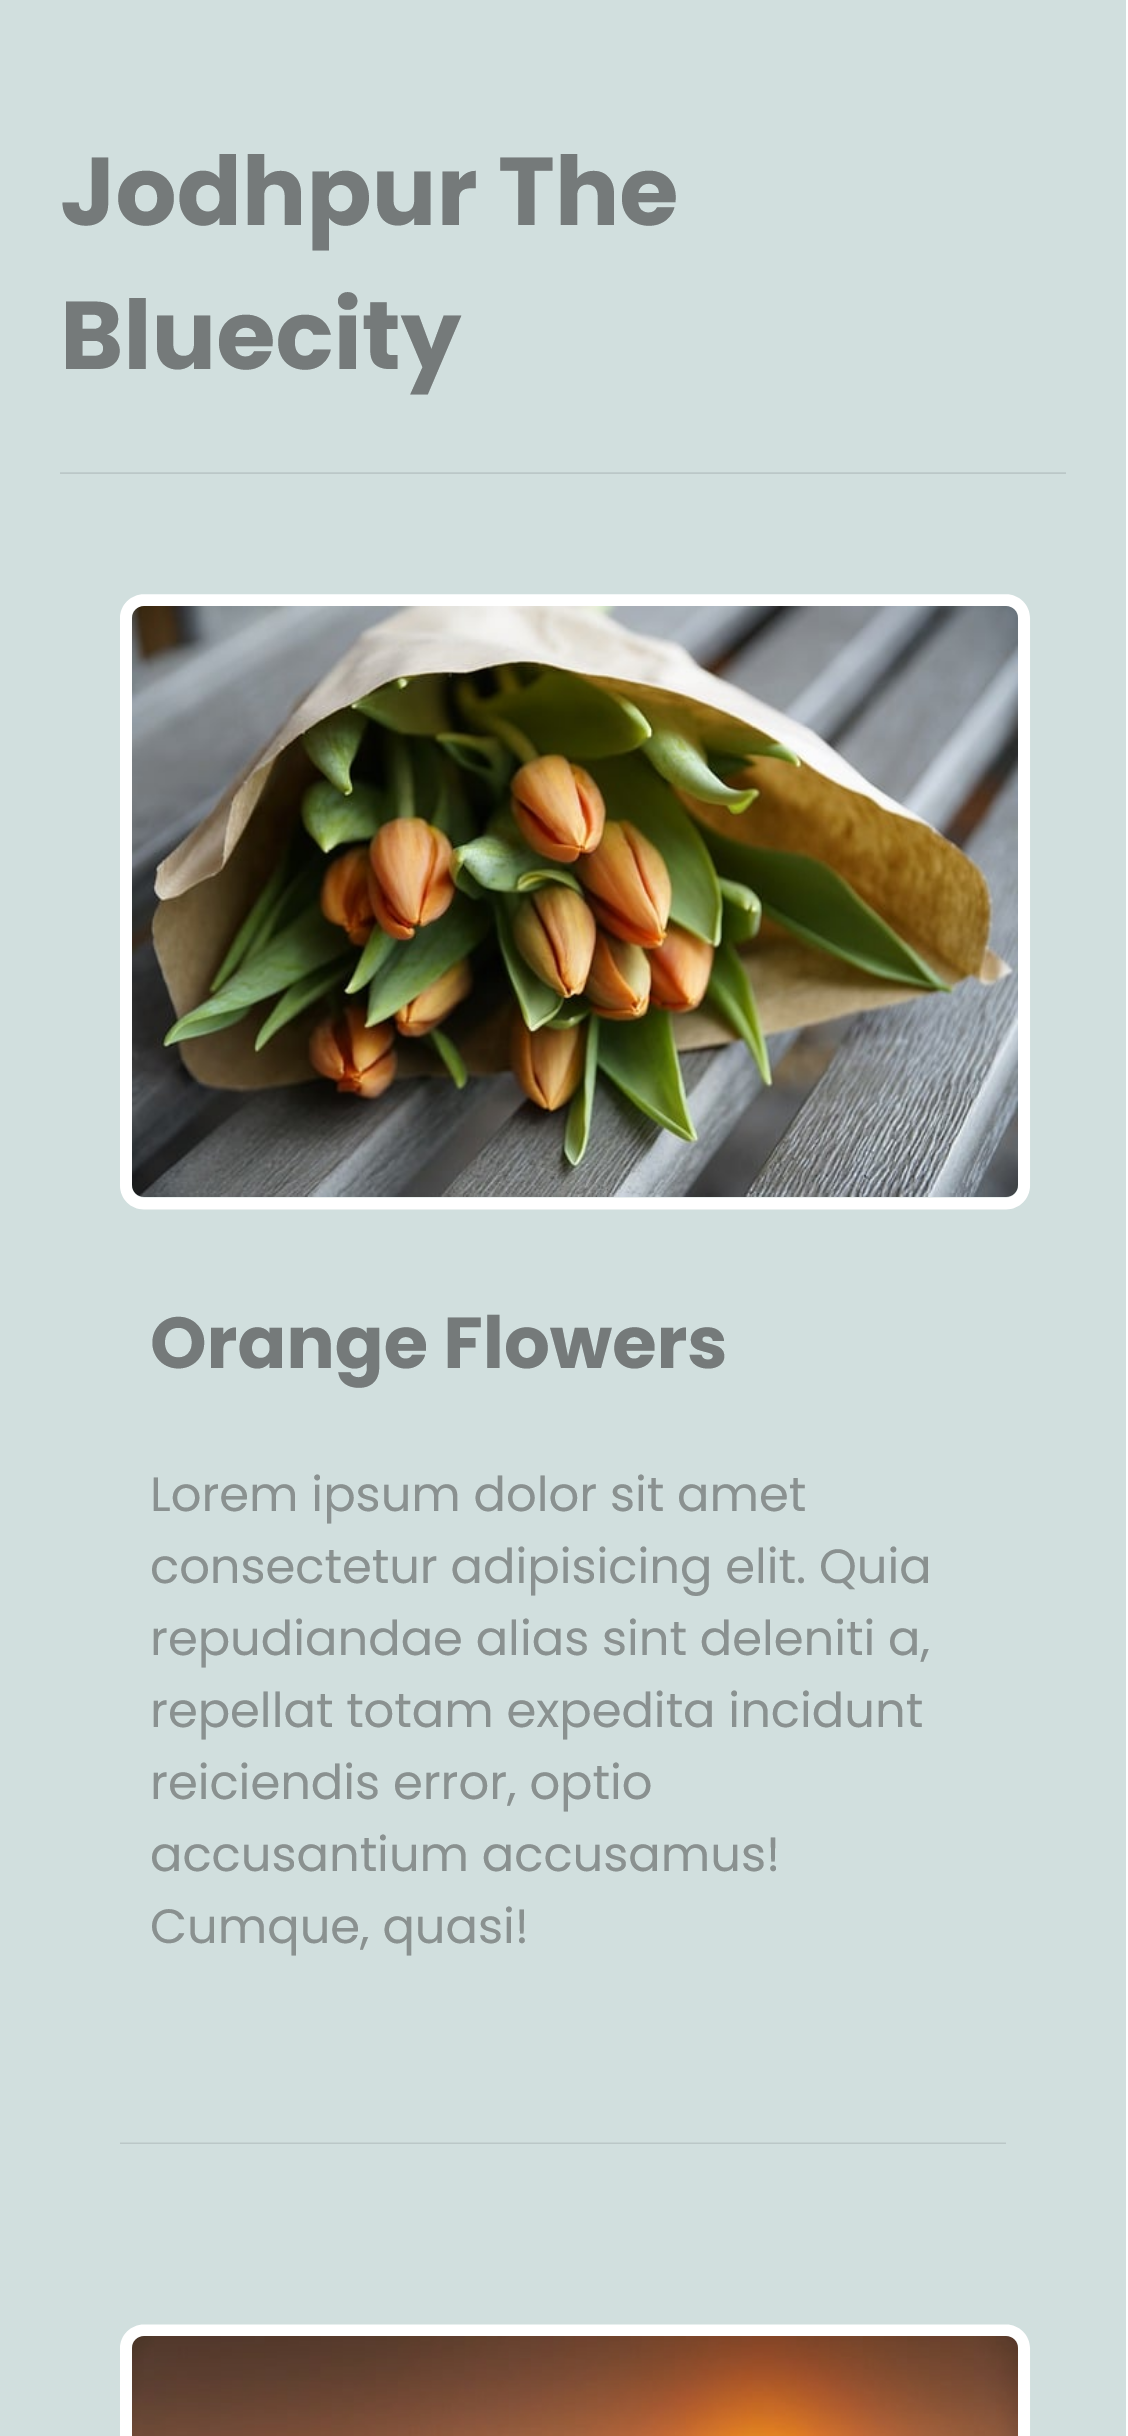 Jodhpur The
Bluecity
Orange Flowers
Lorem ipsum dolor sit amet
consectetur adipisicing elit. Quia
repudiandae alias sint deleniti a,
repellat totam expedita incidunt
reiciendis error, optio
accusantium accusamus!
Cumque, quasi!